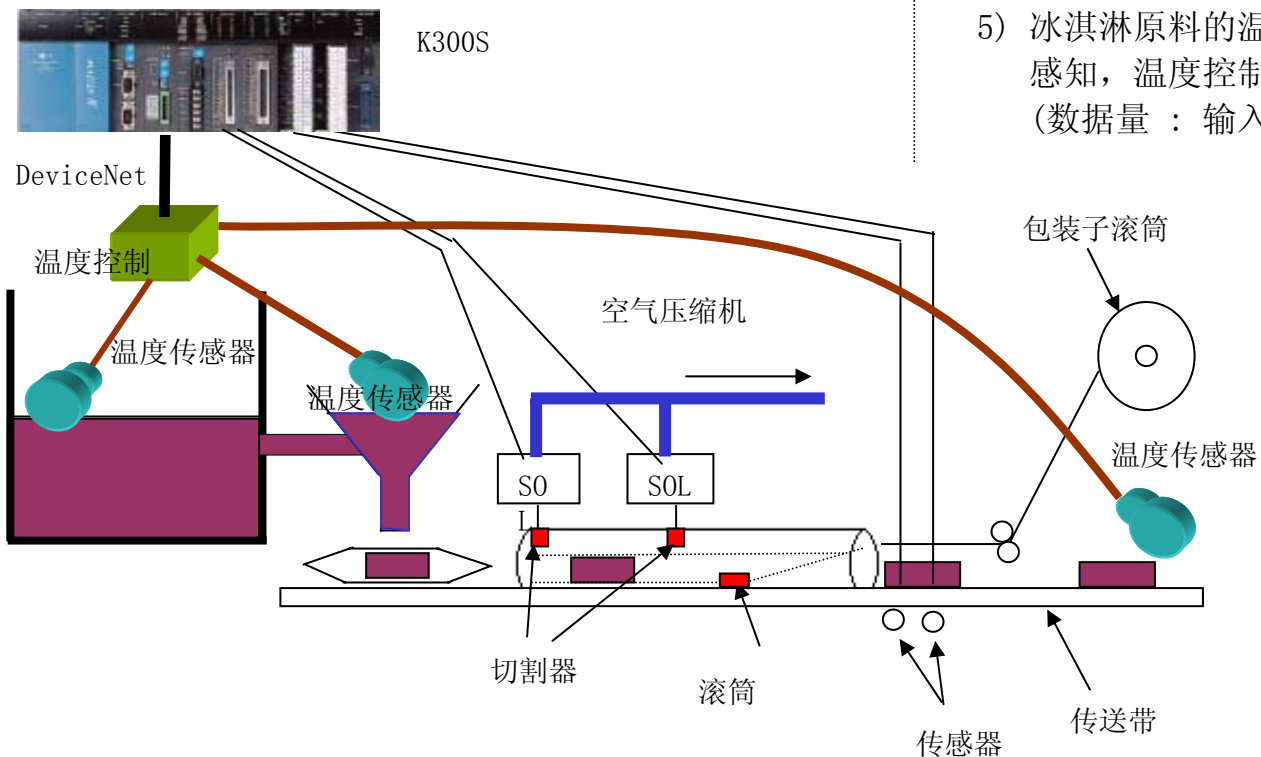 K300S
5) 冰淇淋原料的温
感知，温度控制
(数据量 : 输入
DeviceNet
温度控制
包装子滚筒
空气压缩机
温度传感器
温度传感器
温度传感器
SO
L
SOL
切割器
滚筒
传感器
传送带